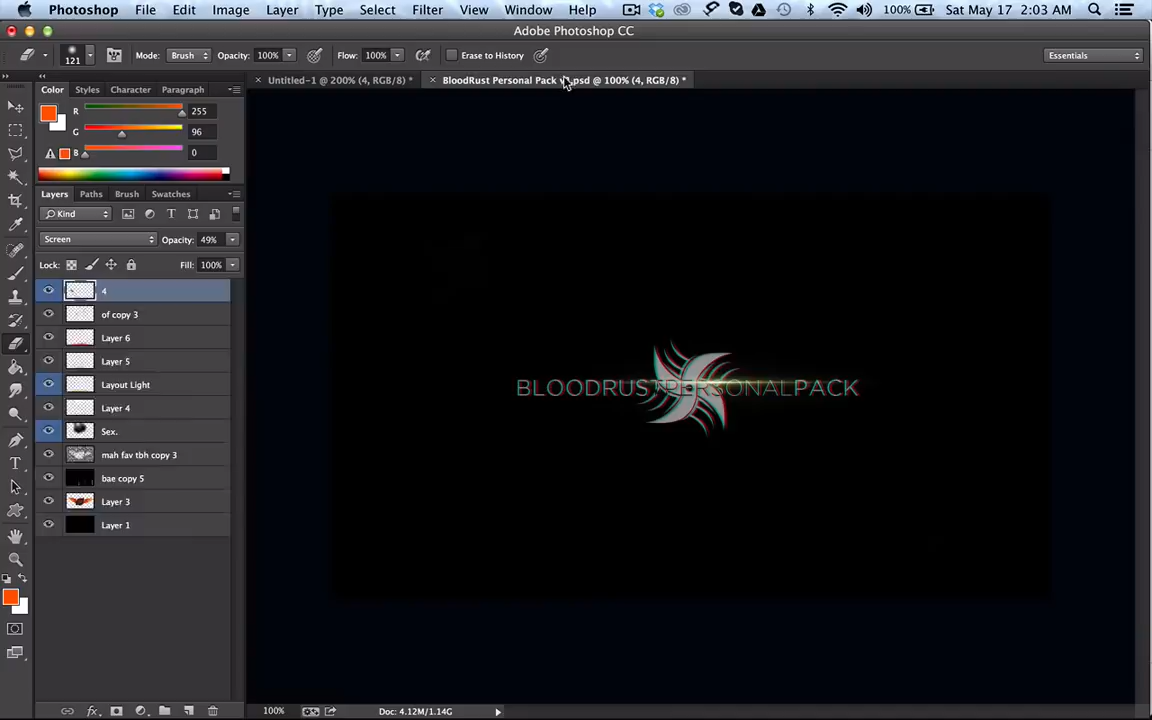 Photoshop File Edit Image Layer Type Select Filter View Window Help 100% Sat May 17 2:03 AM
Adobe Photoshop CC
121 Mode: Brush Opacity: 100% Flow: 100% Erase to History Essentials
Untitled-1 @ 200% (4, RGB/8) *
BloodRust Personal Pack .psd @ 100% (4, RGB/8) *
Color Styles Character Paragraph
R 255
G 96
B 0
Layers Paths Brush Swatches
Kind
Screen Opacity: 49%
Lock: Fill: 100%
4
of copy 3
Layer 6
Layer 5
Layout Light
Layer 4
Sex.
mah fav tbh copy 3
bae copy 5
Layer 3
Layer 1
BLOODRUSTPERSONALPACK
100% Doc: 4.12M/1.14G